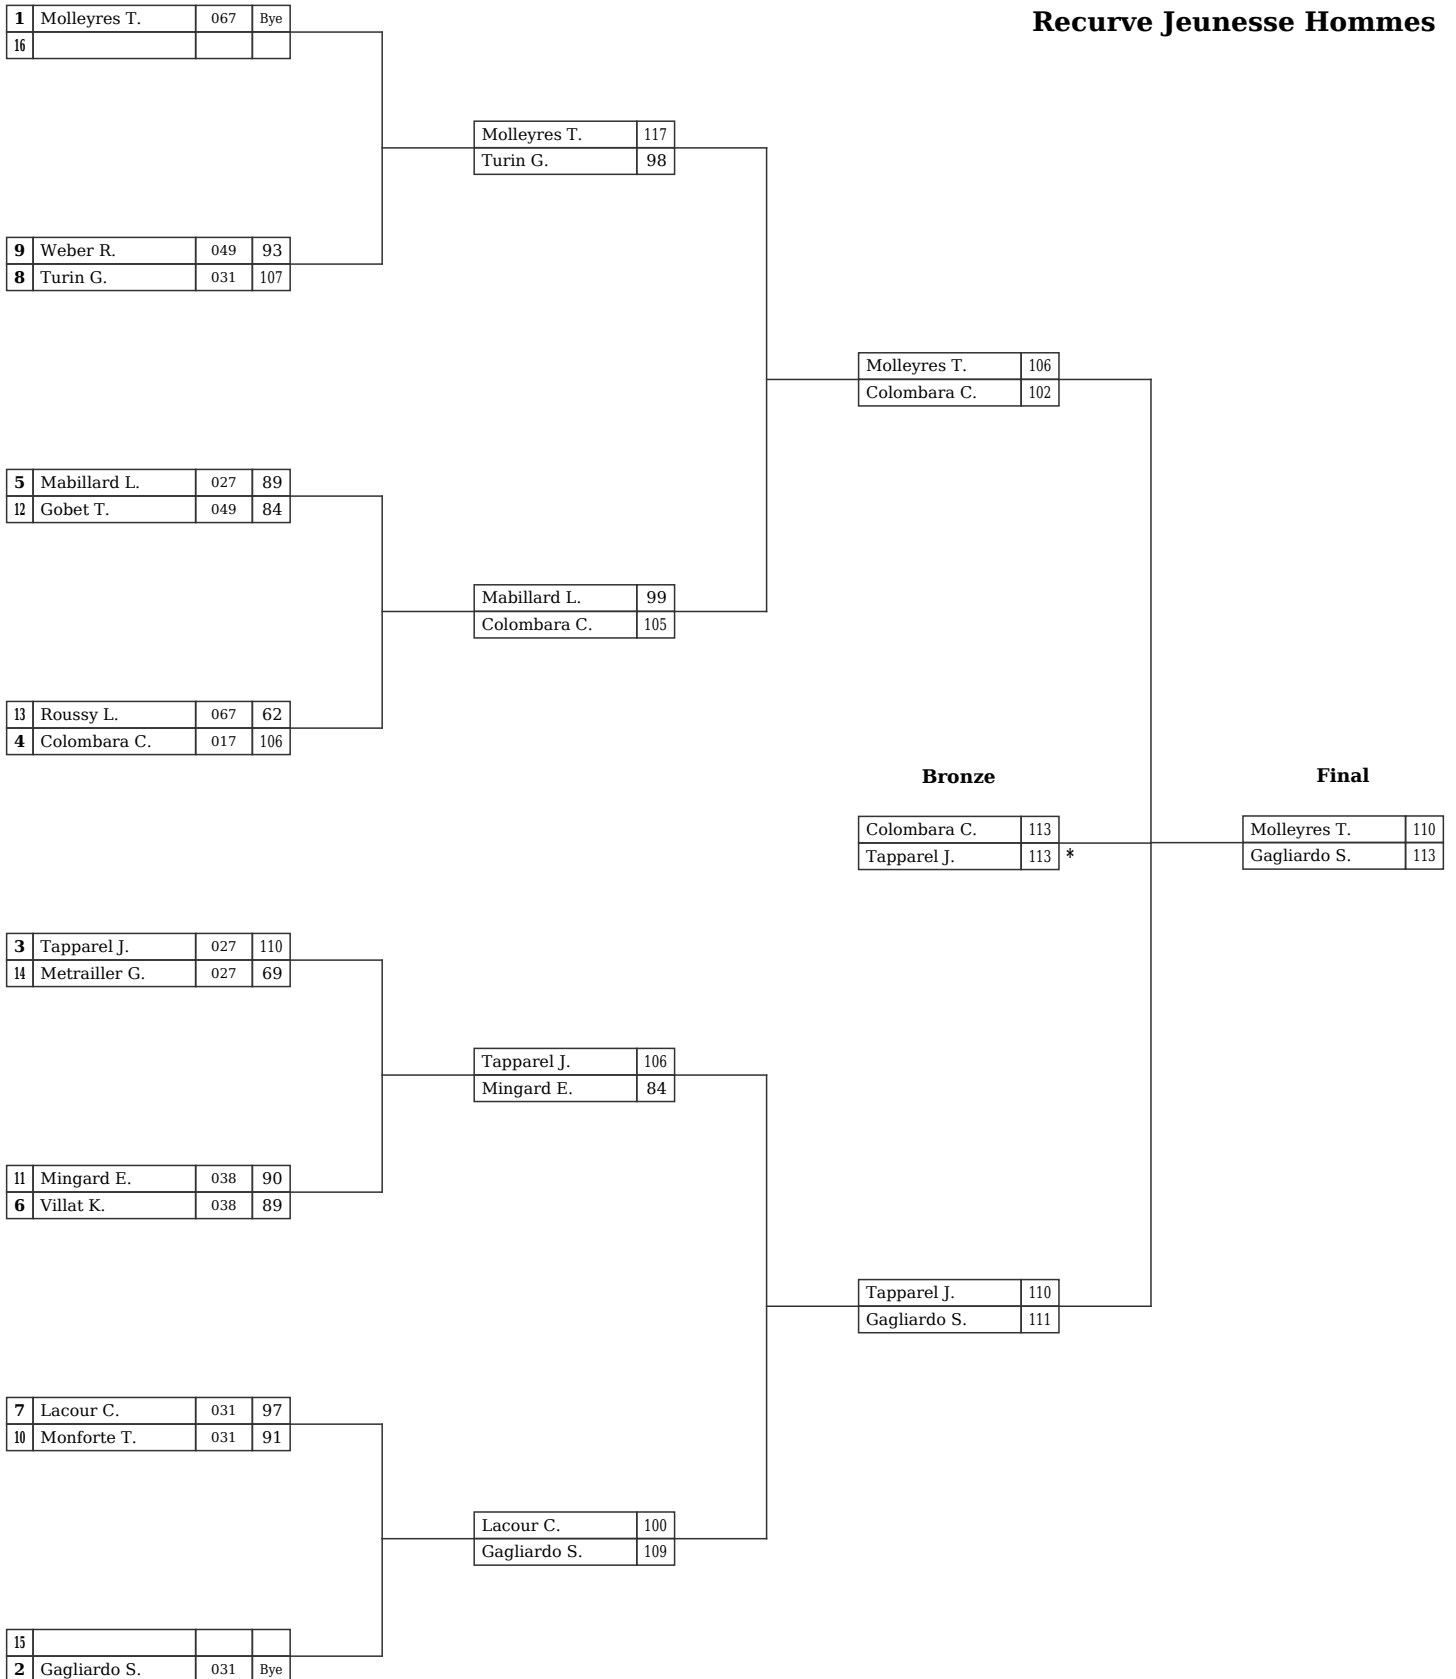 Recurve Jeunesse Hommes
1 Molleyres T. 067 Bye
16
Molleyres T. 117
Turin G. 98
9 Weber R. 049 93
8 Turin G. 031 107
Molleyres T. 106
Colombara C. 102
5 Mabillard L. 027 89
12 Gobet T. 049 84
Mabillard L. 99
Colombara C. 105
13 Roussy L. 067 62
4 Colombara C. 017 106
Bronze
Final
Colombara C. 113
Tapparel J. 113 *
Molleyres T. 110
Gagliardo S. 113
3 Tapparel J. 027 110
14 Metrailler G. 027 69
Tapparel J. 106
Mingard E. 84
11 Mingard E. 038 90
6 Villat K. 038 89
Tapparel J. 110
Gagliardo S. 111
7 Lacour C. 031 97
10 Monforte T. 031 91
Lacour C. 100
Gagliardo S. 109
15
2 Gagliardo S. 031 Bye